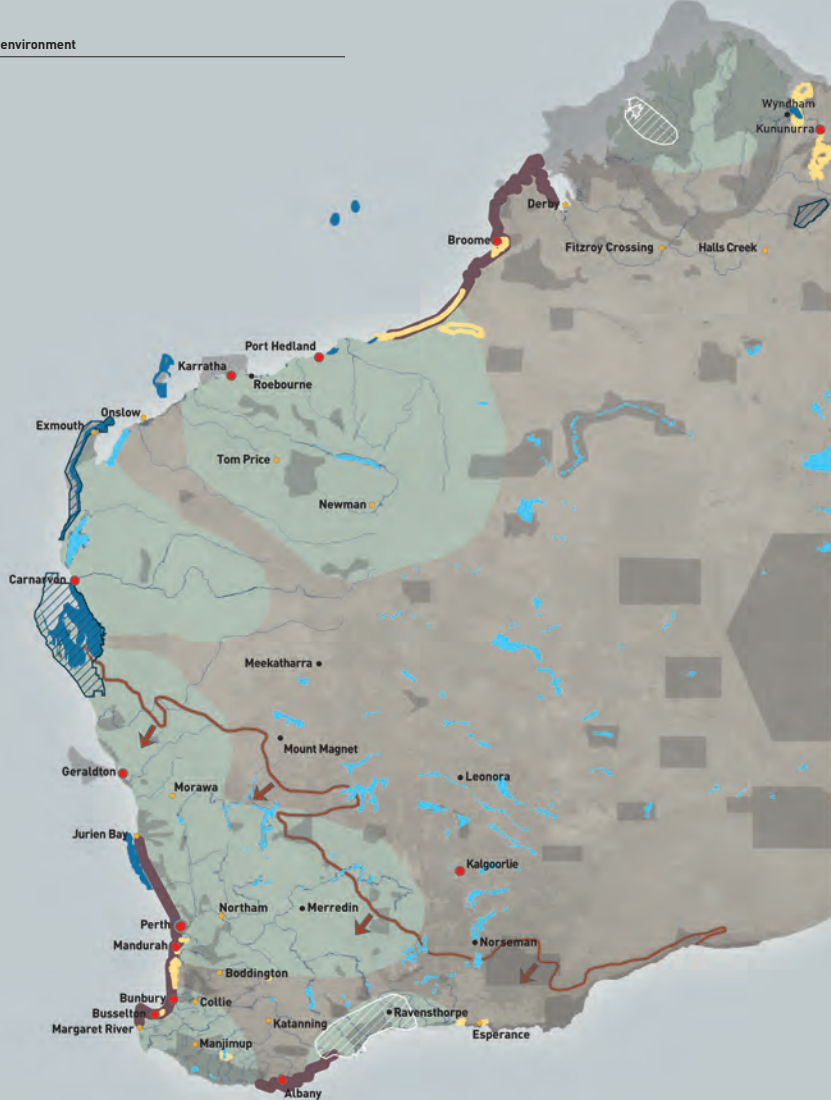 environment
Wyndham
Kununurra
Derby
Broome
Fitzroy Crossing
Halls Creek
Port Hedland
Karratha
Roebourne
Onslow
Exmouth
Tom Price
Newman
Carnarvon
Meekatharra
Mount Magnet
Geraldton
Leonora
Morawa
Jurien Bay
Kalgoorlie
Northam
Merredin
Perth
Mandurah
Norseman
Boddington
Bunbury
Collie
Busselton
Ravensthorpe
Margaret River
Katanning
Esperance
Manjimup
Albany